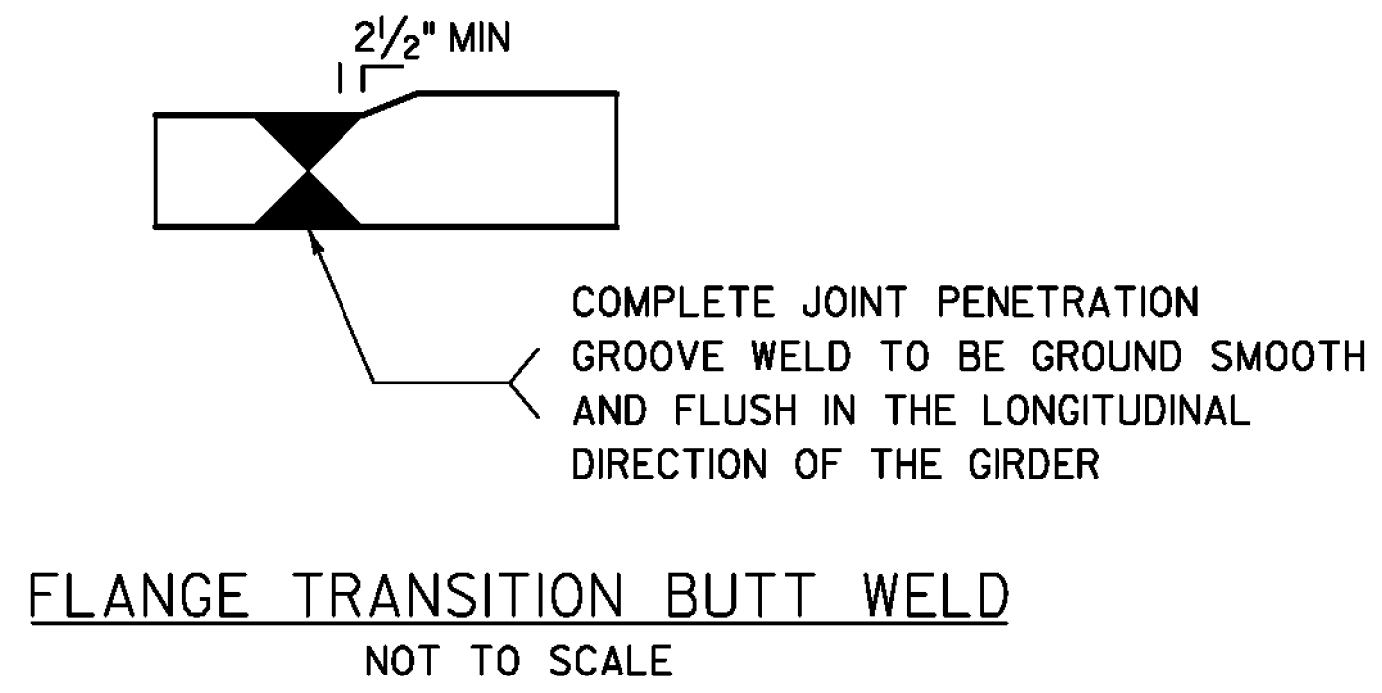 2½" MIN
COMPLETE JOINT PENETRATION
GROOVE WELD TO BE GROUND SMOOTH
AND FLUSH IN THE LONGITUDINAL
DIRECTION OF THE GIRDER
FLANGE TRANSITION BUTT WELD
NOT TO SCALE